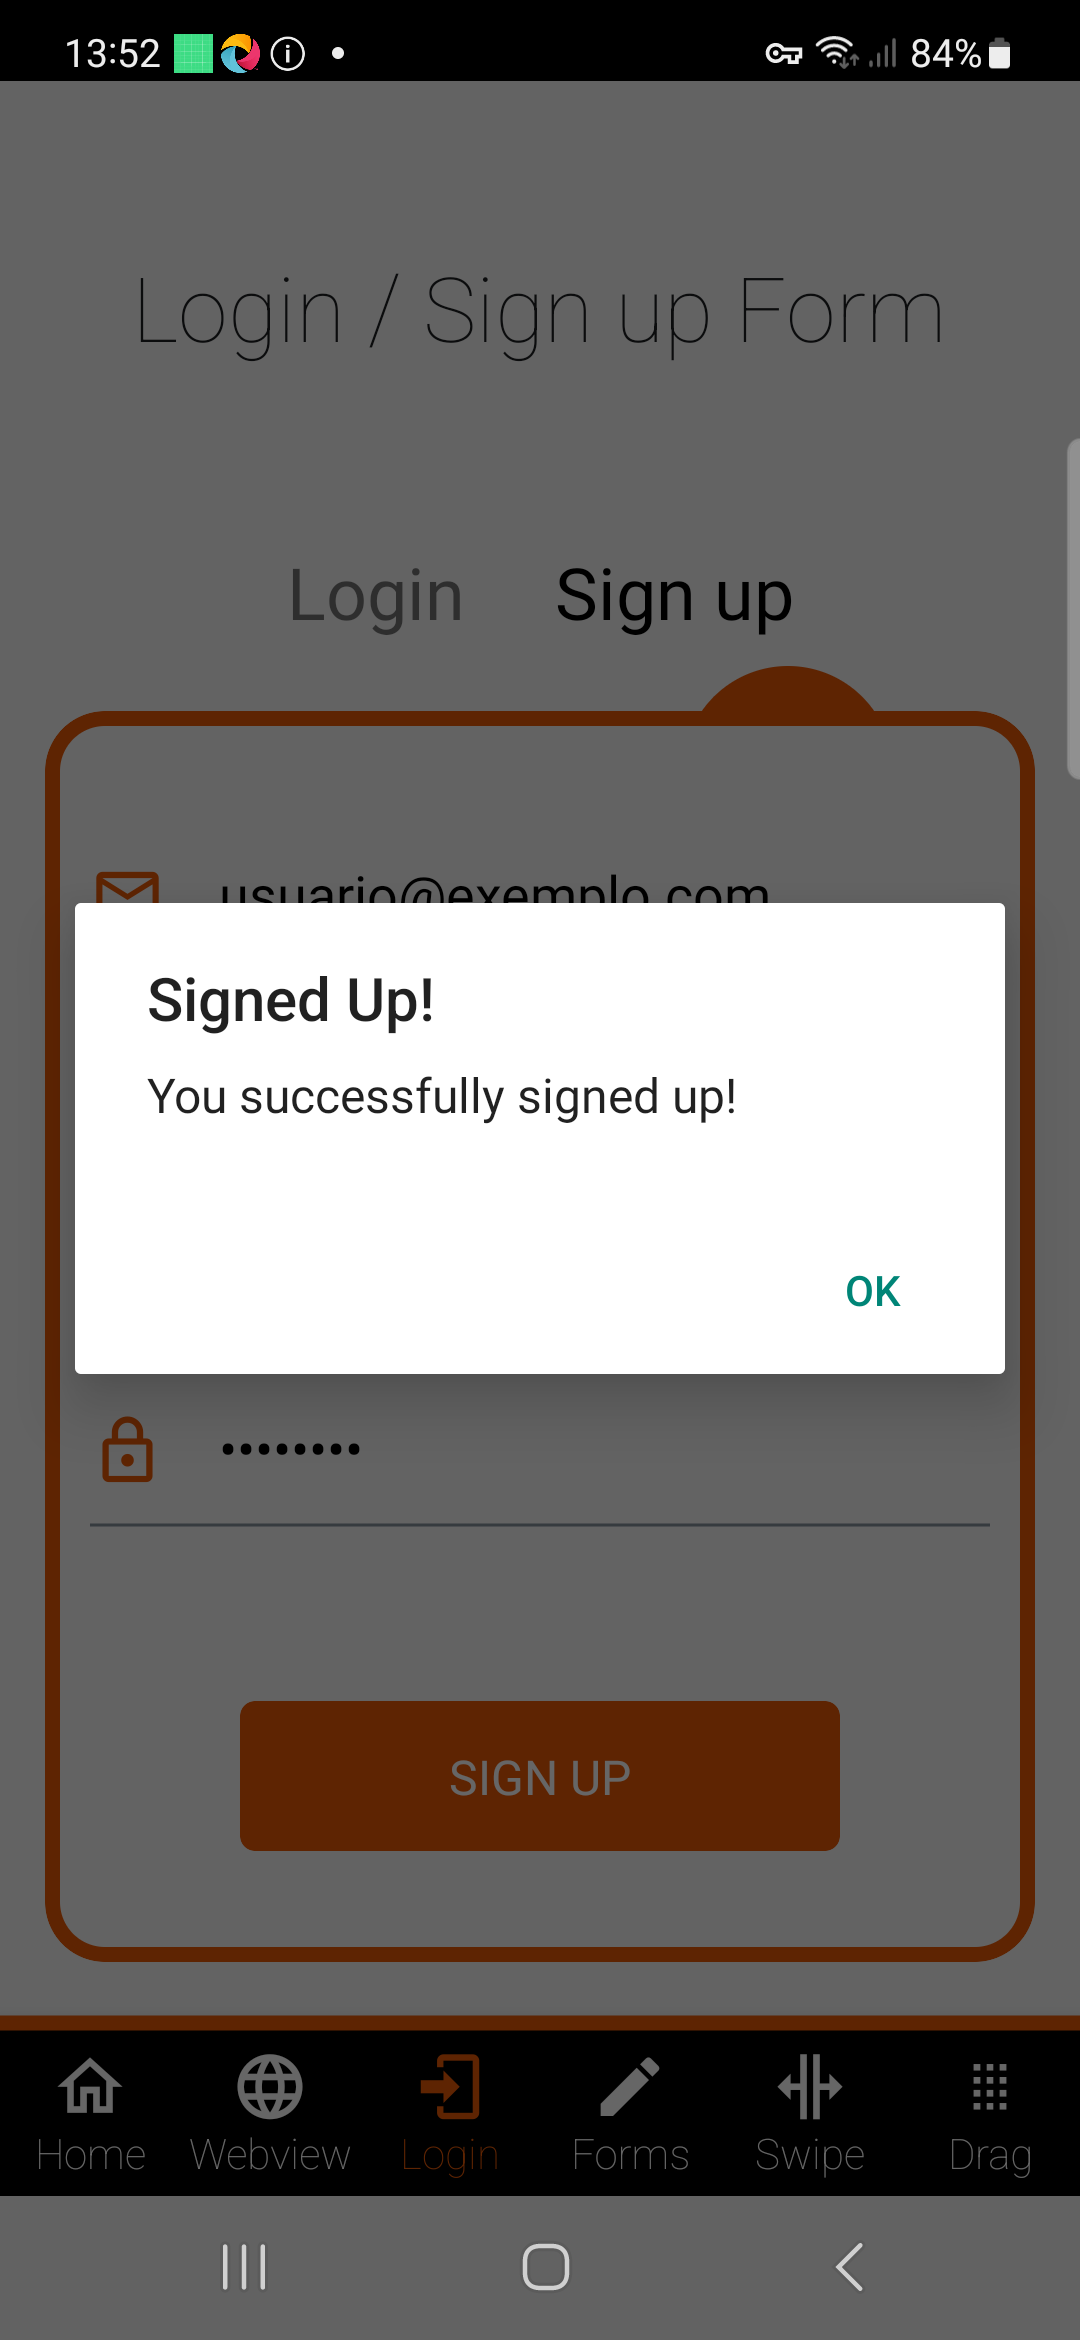 13:52
84%
Login / Sign up Form
Login Sign up
usuario@exemplo.com
Signed Up!
You successfully signed up!
OK
••••••••
SIGN UP
Home Webview Login Forms Swipe Drag